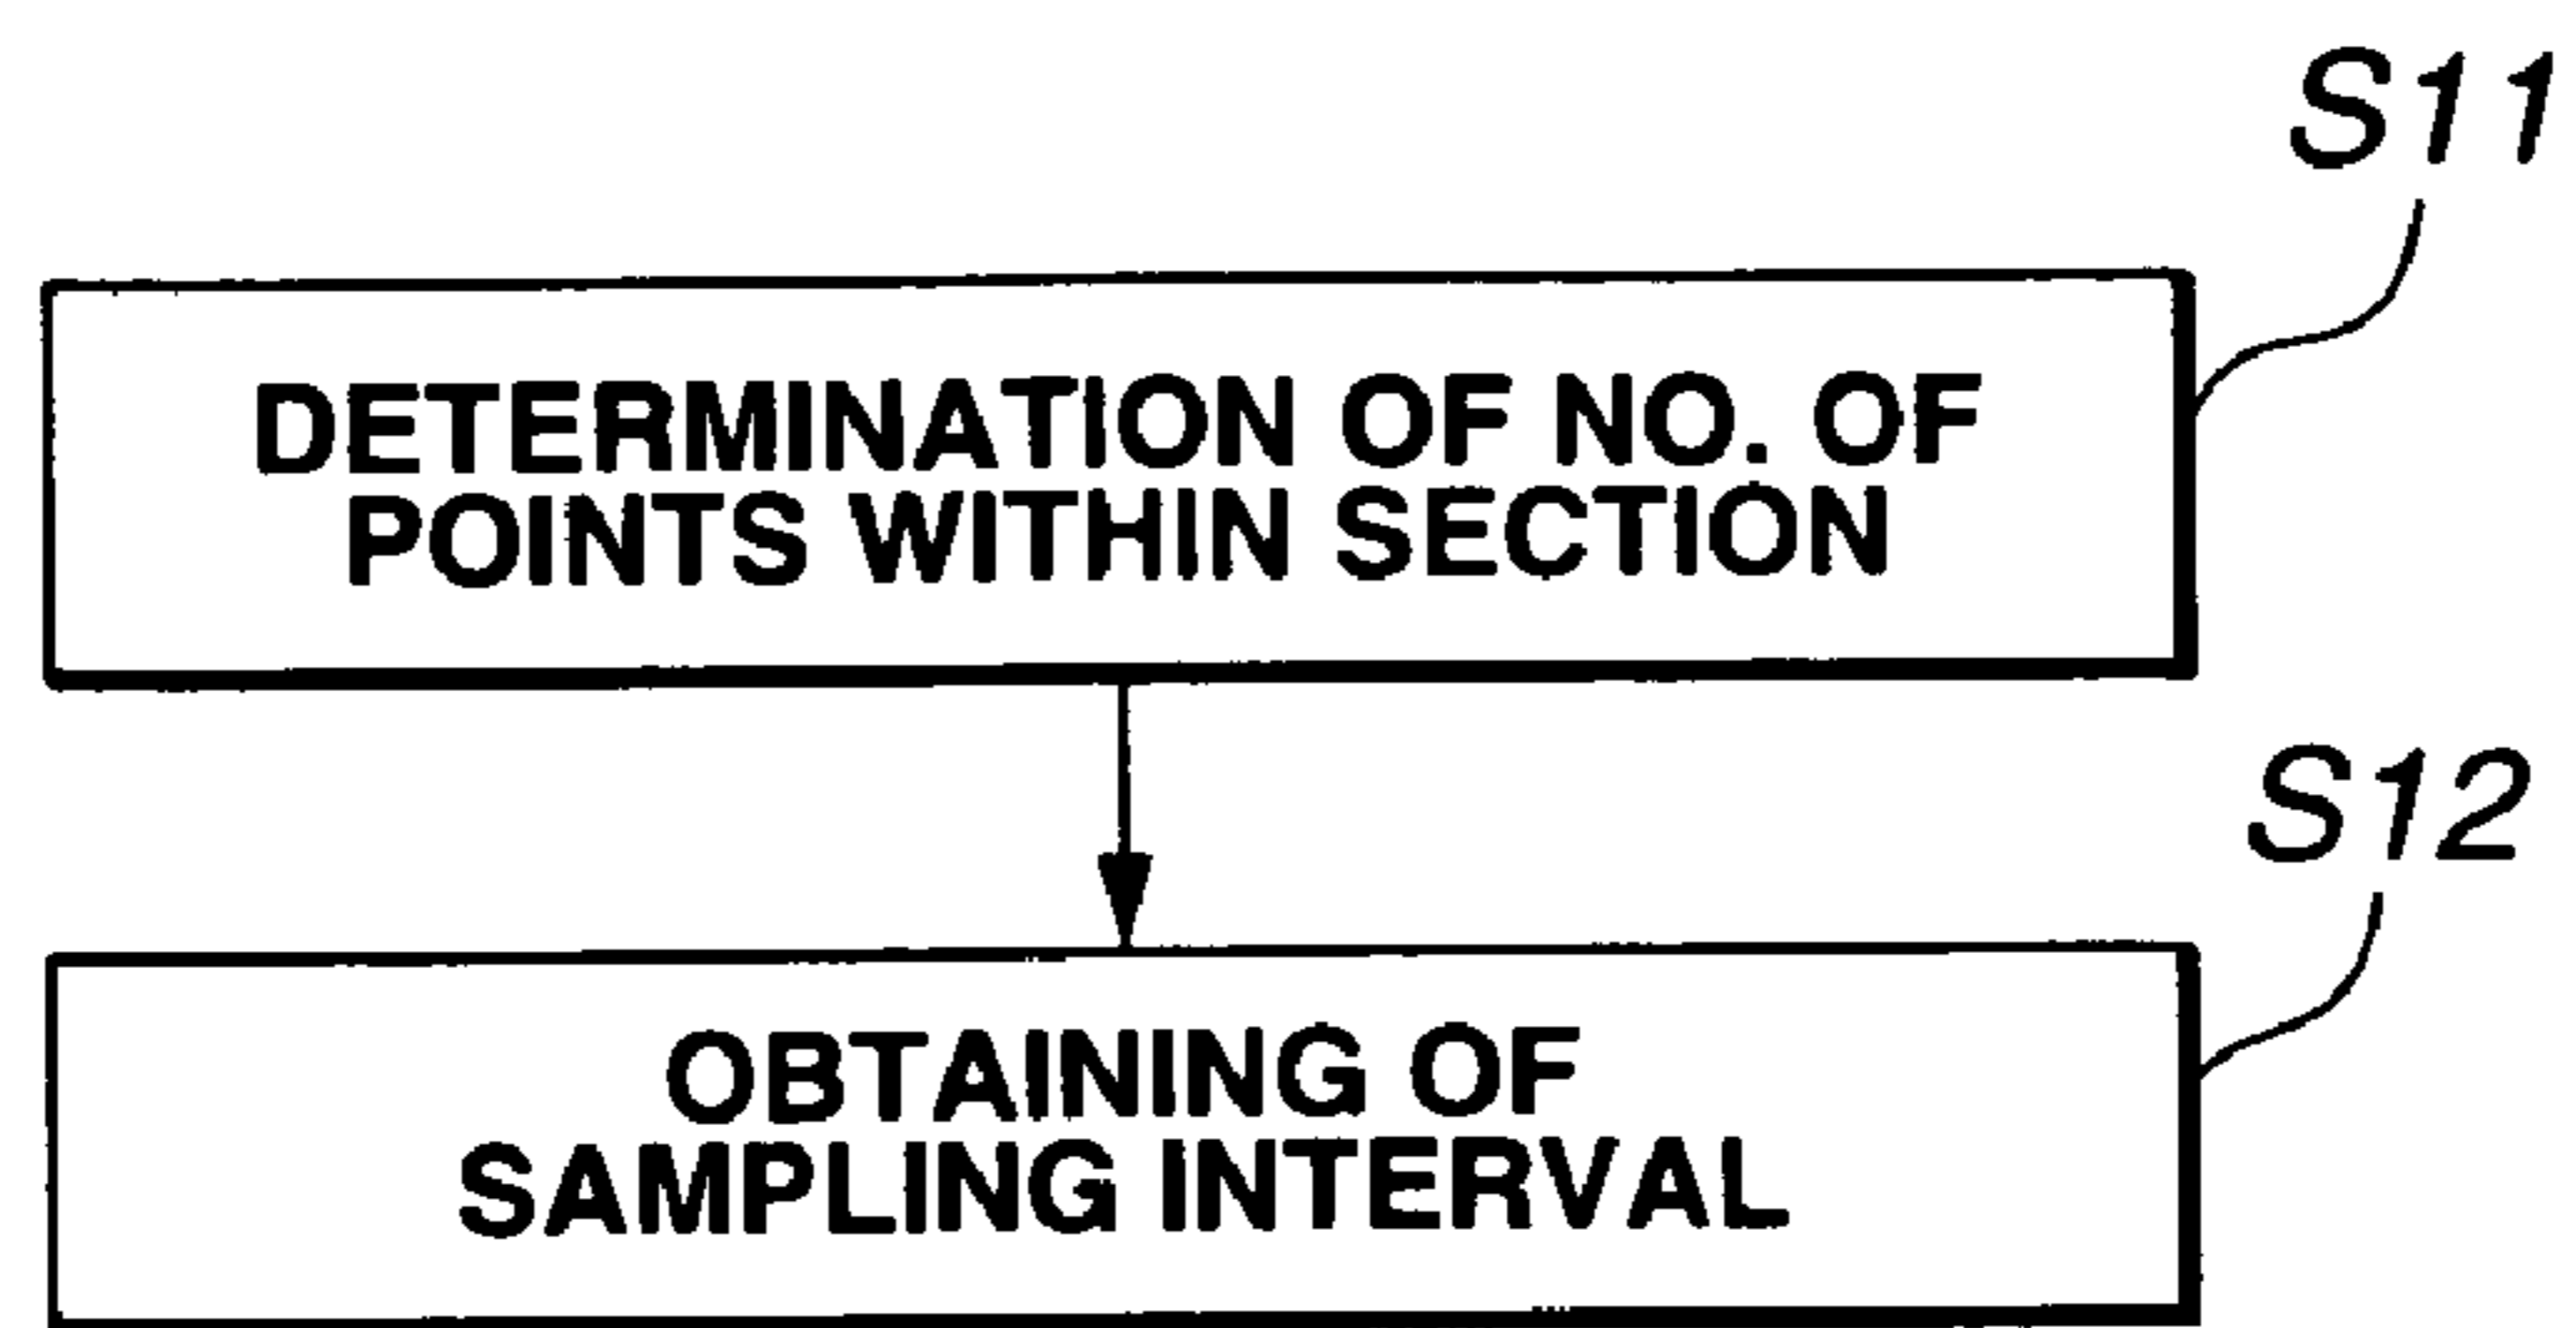 S11
DETERMINATION OF NO. OF
POINTS WITHIN SECTION
S12
OBTAINING OF
SAMPLING INTERVAL